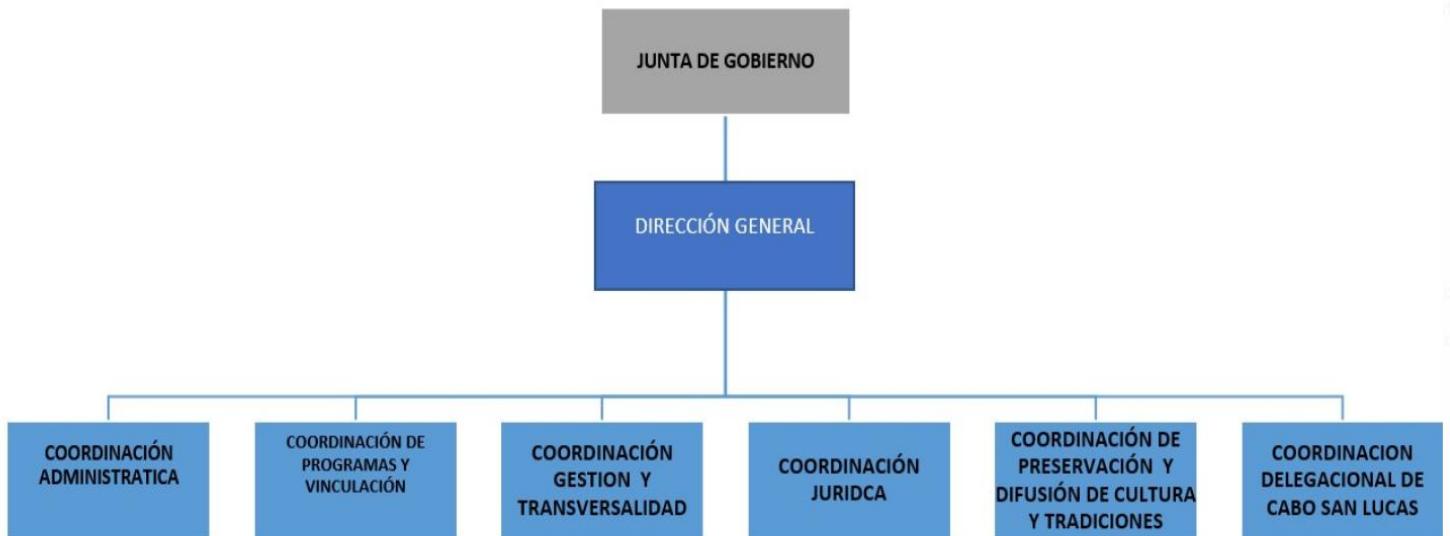 JUNTA DE GOBIERNO
DIRECCIÓN GENERAL
COORDINACIÓN
ADMINISTRATICA
COORDINACIÓN DE
PROGRAMAS Y
VINCULACIÓN
COORDINACIÓN
GESTION Y
TRANSVERSALIDAD
COORDINACIÓN
JURIDCA
COORDINACIÓN DE
PRESERVACIÓN Y
DIFUSIÓN DE CULTURA
Y TRADICIONES
COORDINACION
DELEGACIONAL DE
CABO SAN LUCAS